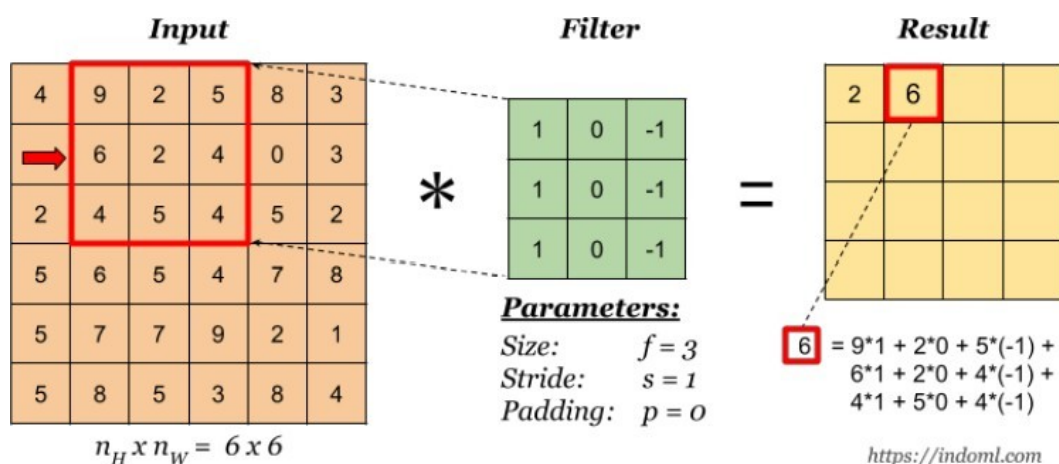 Input
Filter
Result
4 9 2 5 8 3
6 2 4 0 3
2 4 5 4 5 2
5 6 5 4 7 8
5 7 7 9 2 1
5 8 5 3 8 4
n_H x n_W = 6 x 6
*
1 0 -1
1 0 -1
1 0 -1
Parameters:
Size: f = 3
Stride: s = 1
Padding: p = 0
=
2 6
6 = 9*1 + 2*0 + 5*(-1) +
6*1 + 2*0 + 4*(-1) +
4*1 + 5*0 + 4*(-1)
https://indoml.com